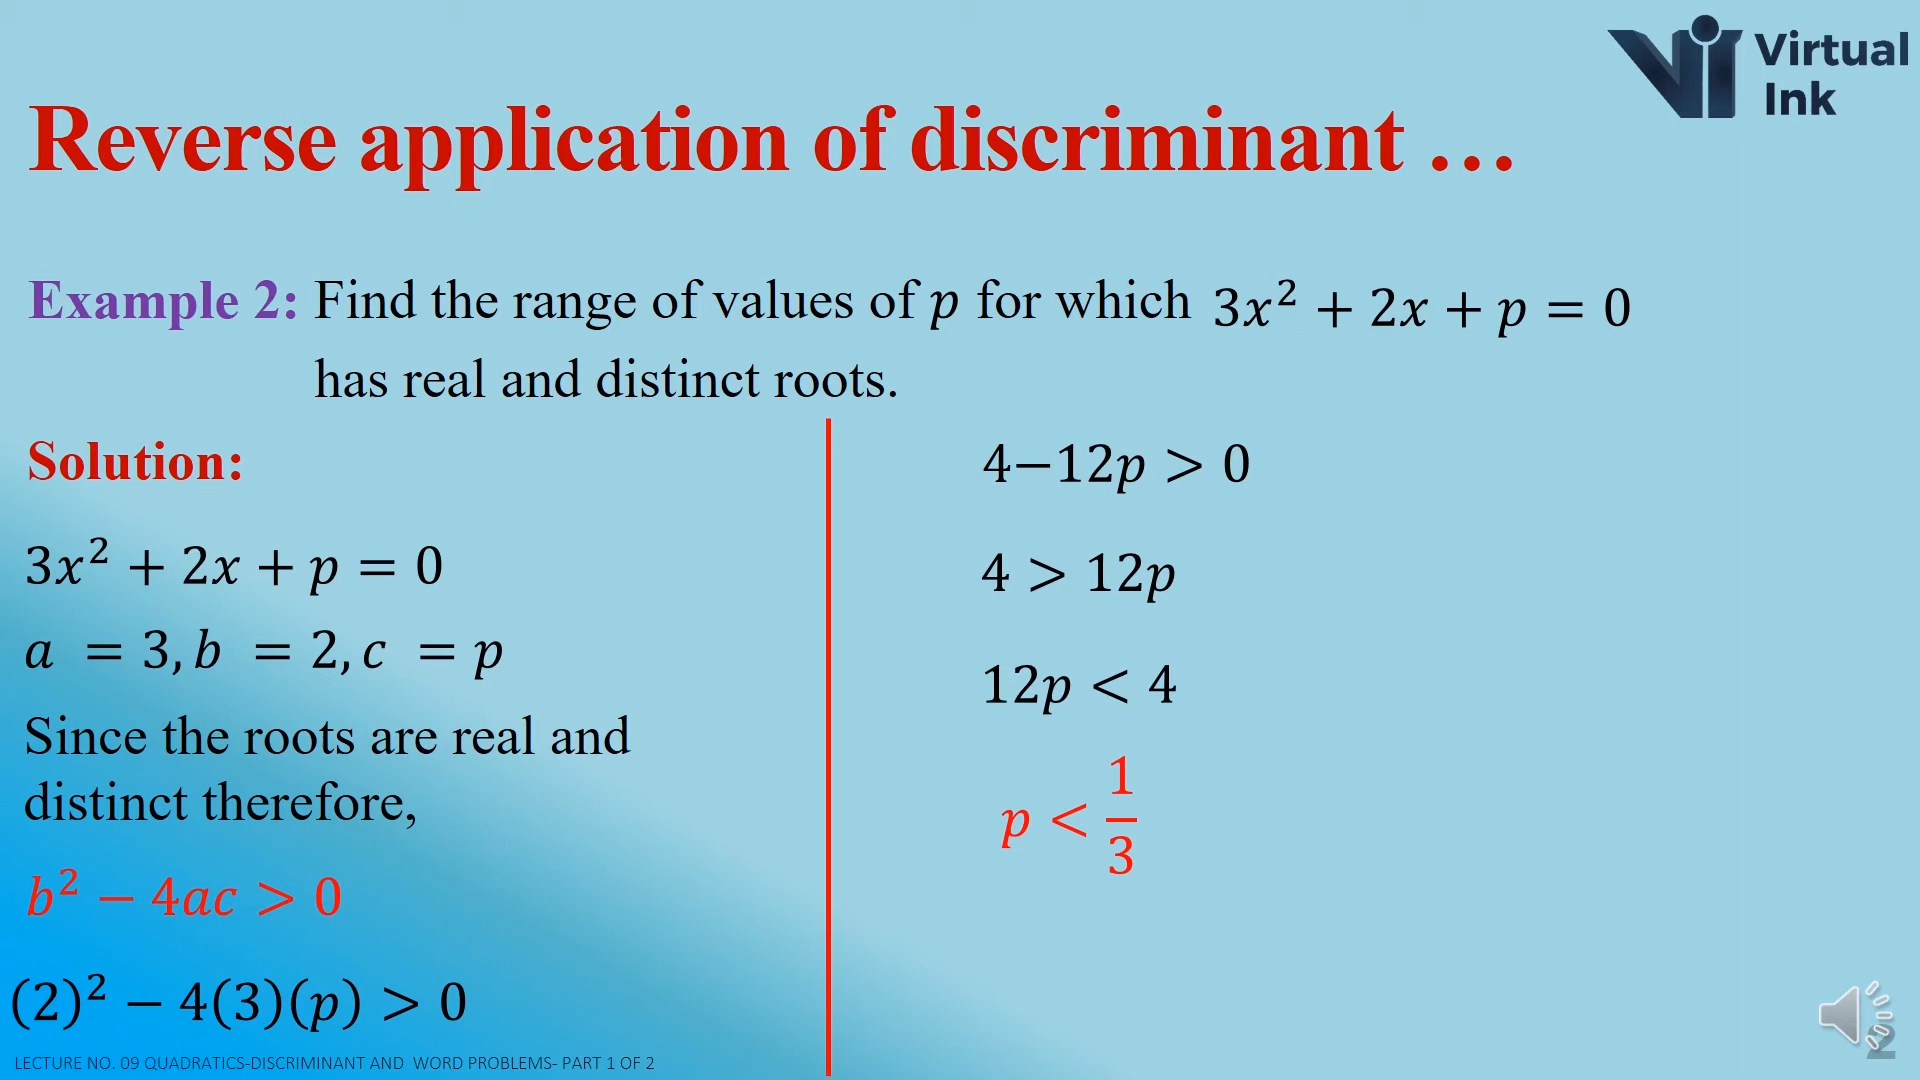 Virtual
Ink
Reverse application of discriminant …
Example 2: Find the range of values of p for which 3x² + 2x + p = 0
has real and distinct roots.
Solution:
3x² + 2x + p = 0
a = 3, b = 2, c = p
Since the roots are real and
distinct therefore,
b² − 4ac > 0
(2)² − 4(3)(p) > 0
4−12p > 0
4 > 12p
12p < 4
p < 1/3
LECTURE NO. 09 QUADRATICS-DISCRIMINANT AND WORD PROBLEMS- PART 1 OF 2
2